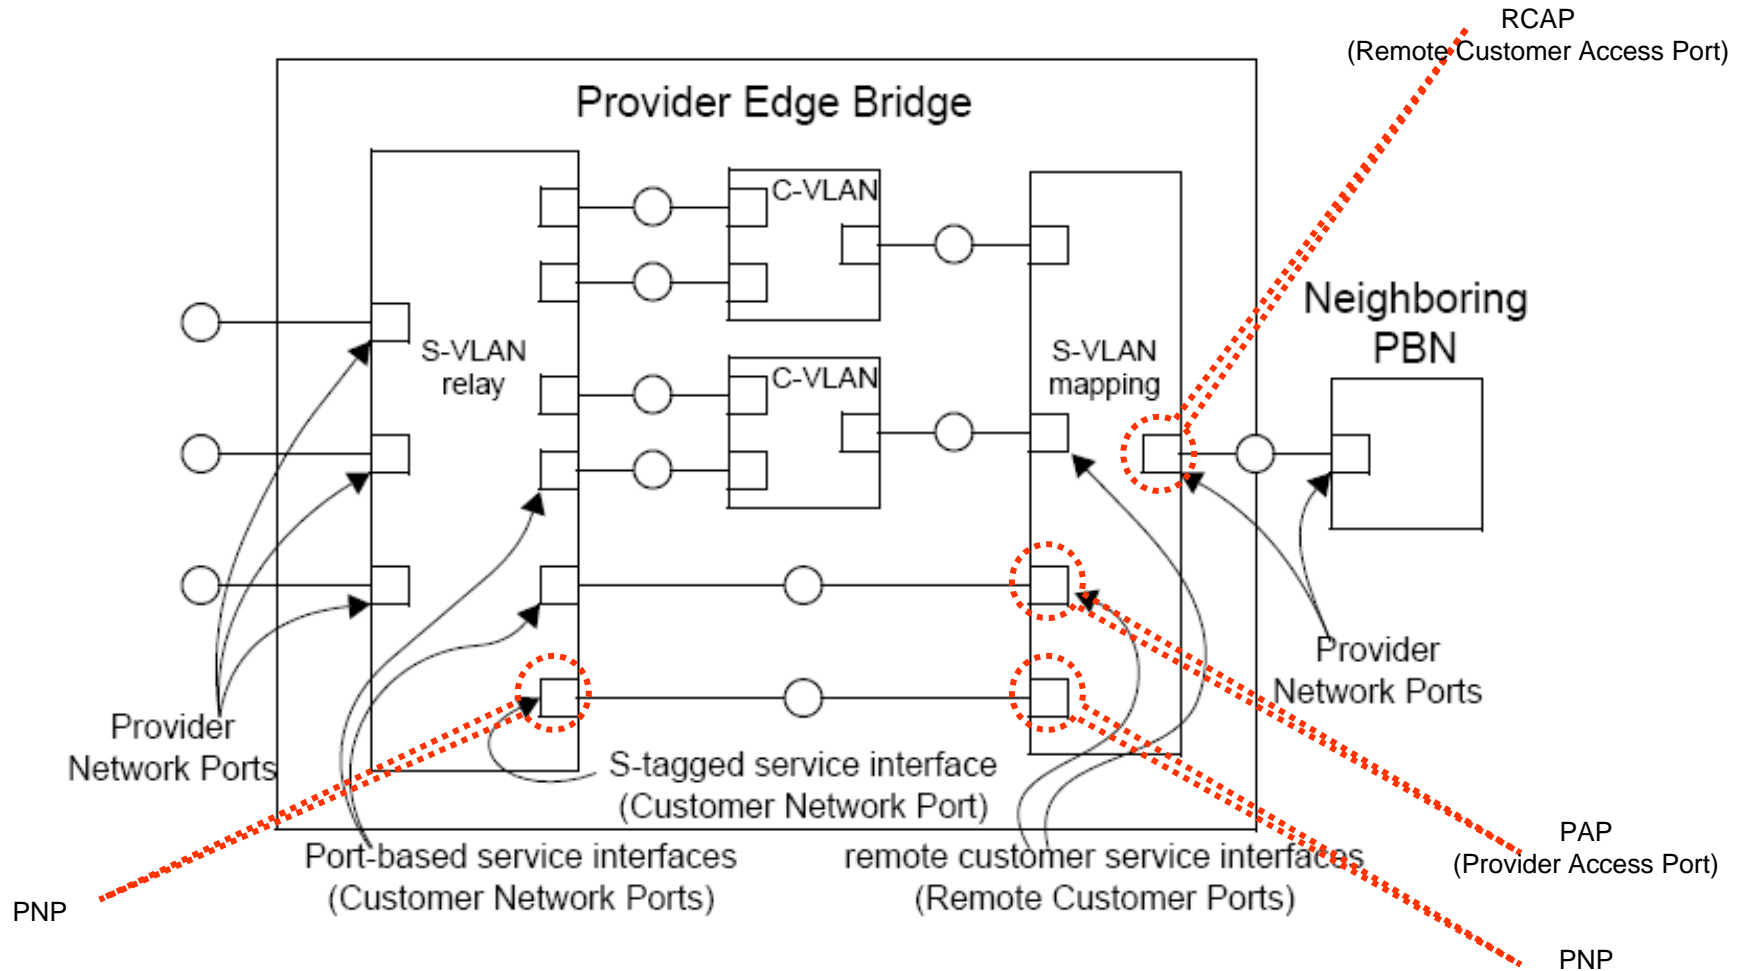 RCAP
(Remote Customer Access Port)
Provider Edge Bridge
C-VLAN
Neighboring
PBN
S-VLAN
relay
S-VLAN
mapping
C-VLAN
Provider
Network Ports
Provider
Network Ports
S-tagged service interface
(Customer Network Port)
PAP
(Provider Access Port)
Port-based service interfaces
(Customer Network Ports)
remote customer service interfaces
(Remote Customer Ports)
PNP
PNP